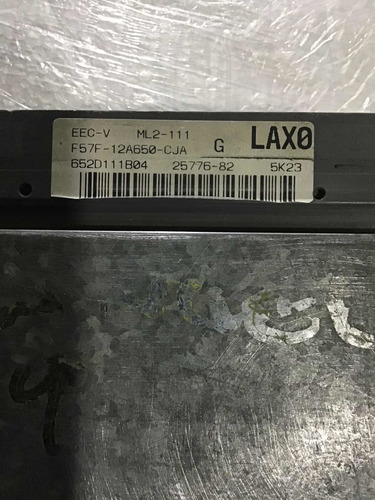 EEC-V ML2-111
F57F-12A650-CJA G LAX0
652D111B04 25776-82 5K23